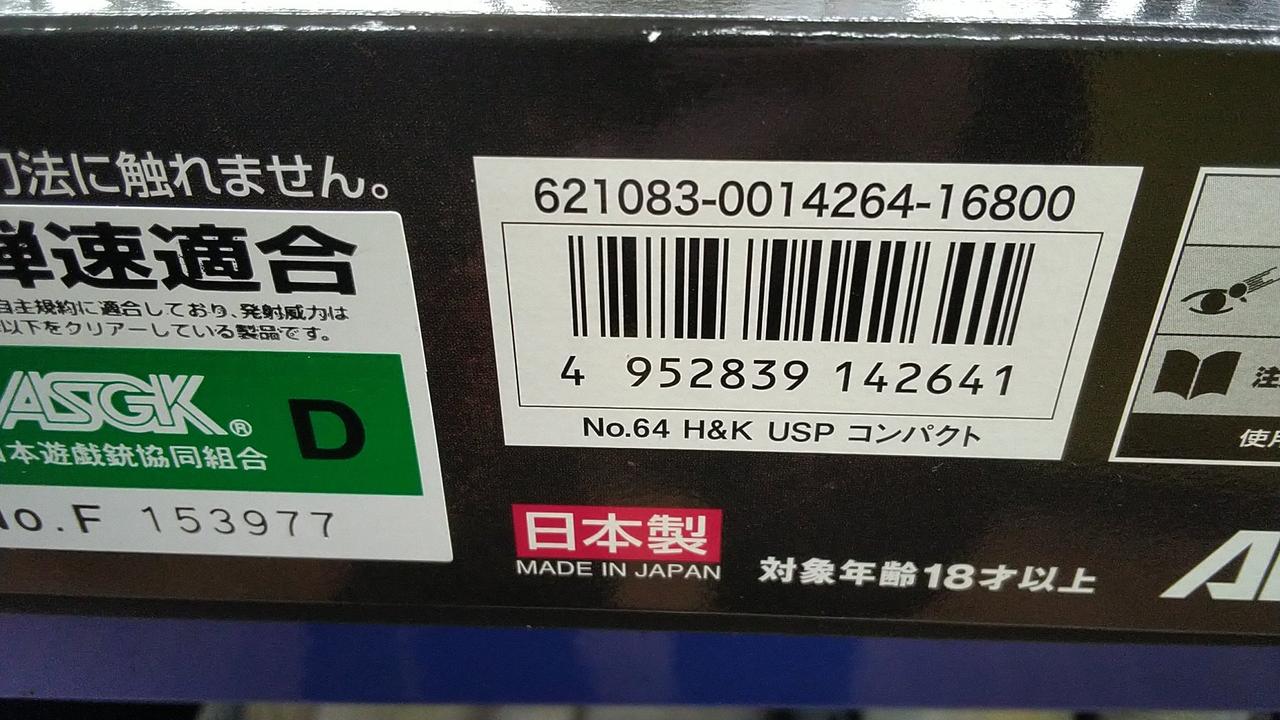 法に触れません。
弾速適合
自主規約に適合しており、発射威力は
以下をクリアーしている製品です。
ASGK® D
本遊戯銃協同組合
No.F 153977
621083-0014264-16800
4 952839 142641
No.64 H&K USP コンパクト
日本製
MADE IN JAPAN
対象年齢18才以上
注
使用